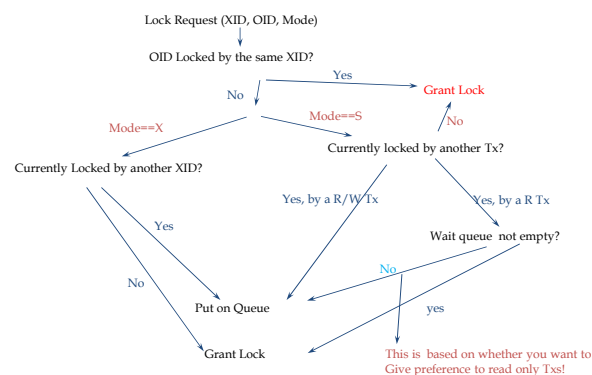 Lock Request (XID, OID, Mode)
OID Locked by the same XID?
Yes
Grant Lock
No
Mode==X
Mode==S
No
Currently locked by another Tx?
Currently Locked by another XID?
Yes, by a R/W Tx
Yes, by a R Tx
Yes
Wait queue not empty?
No
No
Put on Queue
yes
Grant Lock
This is based on whether you want to
Give preference to read only Txs!